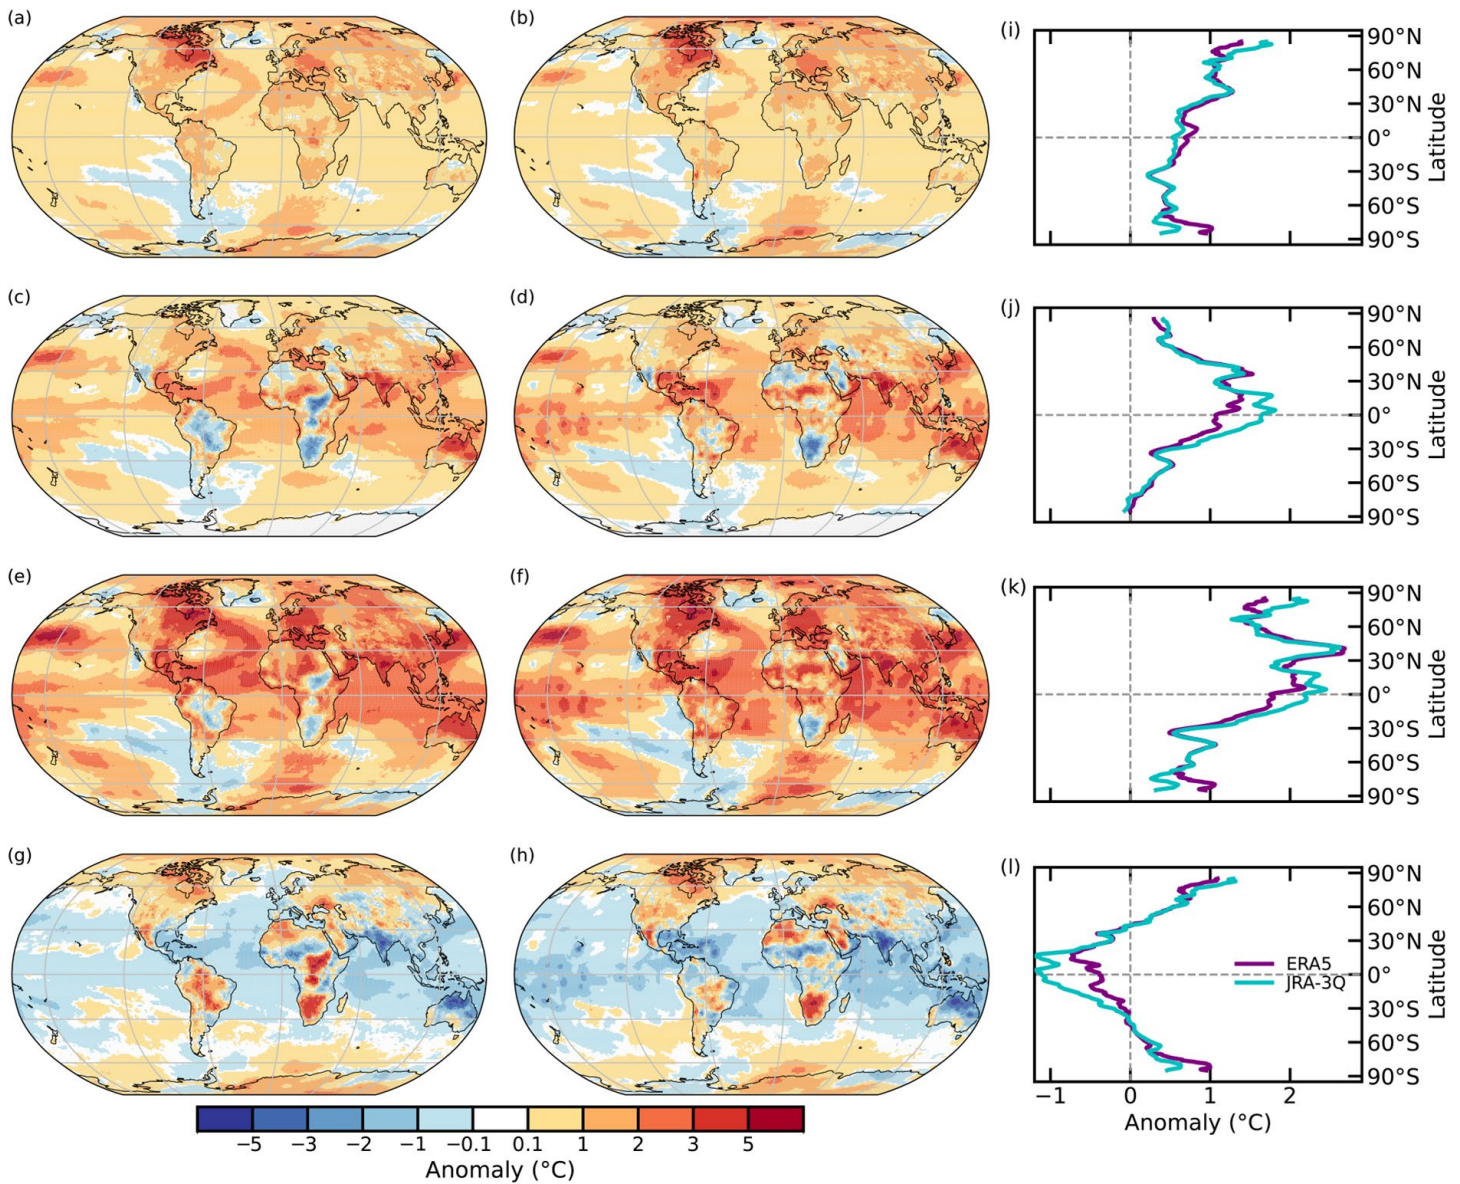 (a)
(b)
(i)
90°N
60°N
30°N
0°
30°S
60°S
90°S
Latitude
(c)
(d)
(j)
90°N
60°N
30°N
0°
30°S
60°S
90°S
Latitude
(e)
(f)
(k)
90°N
60°N
30°N
0°
30°S
60°S
90°S
Latitude
(g)
(h)
(l)
90°N
60°N
30°N
0°
30°S
60°S
90°S
Latitude
ERA5
JRA-3Q
−1 0 1 2
Anomaly (°C)
−5 −3 −2 −1 −0.1 0.1 1 2 3 5
Anomaly (°C)